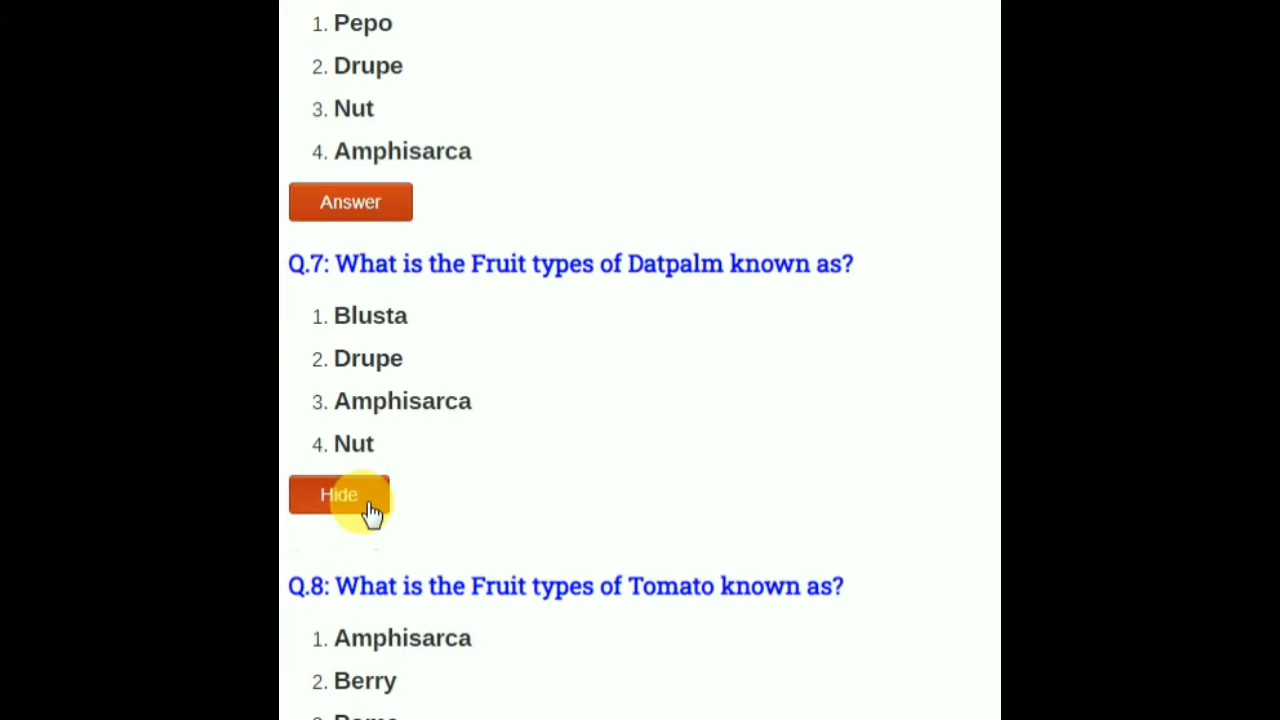 1. Pepo
2. Drupe
3. Nut
4. Amphisarca
Answer
Q.7: What is the Fruit types of Datpalm known as?
1. Blusta
2. Drupe
3. Amphisarca
4. Nut
Hide
Q.8: What is the Fruit types of Tomato known as?
1. Amphisarca
2. Berry